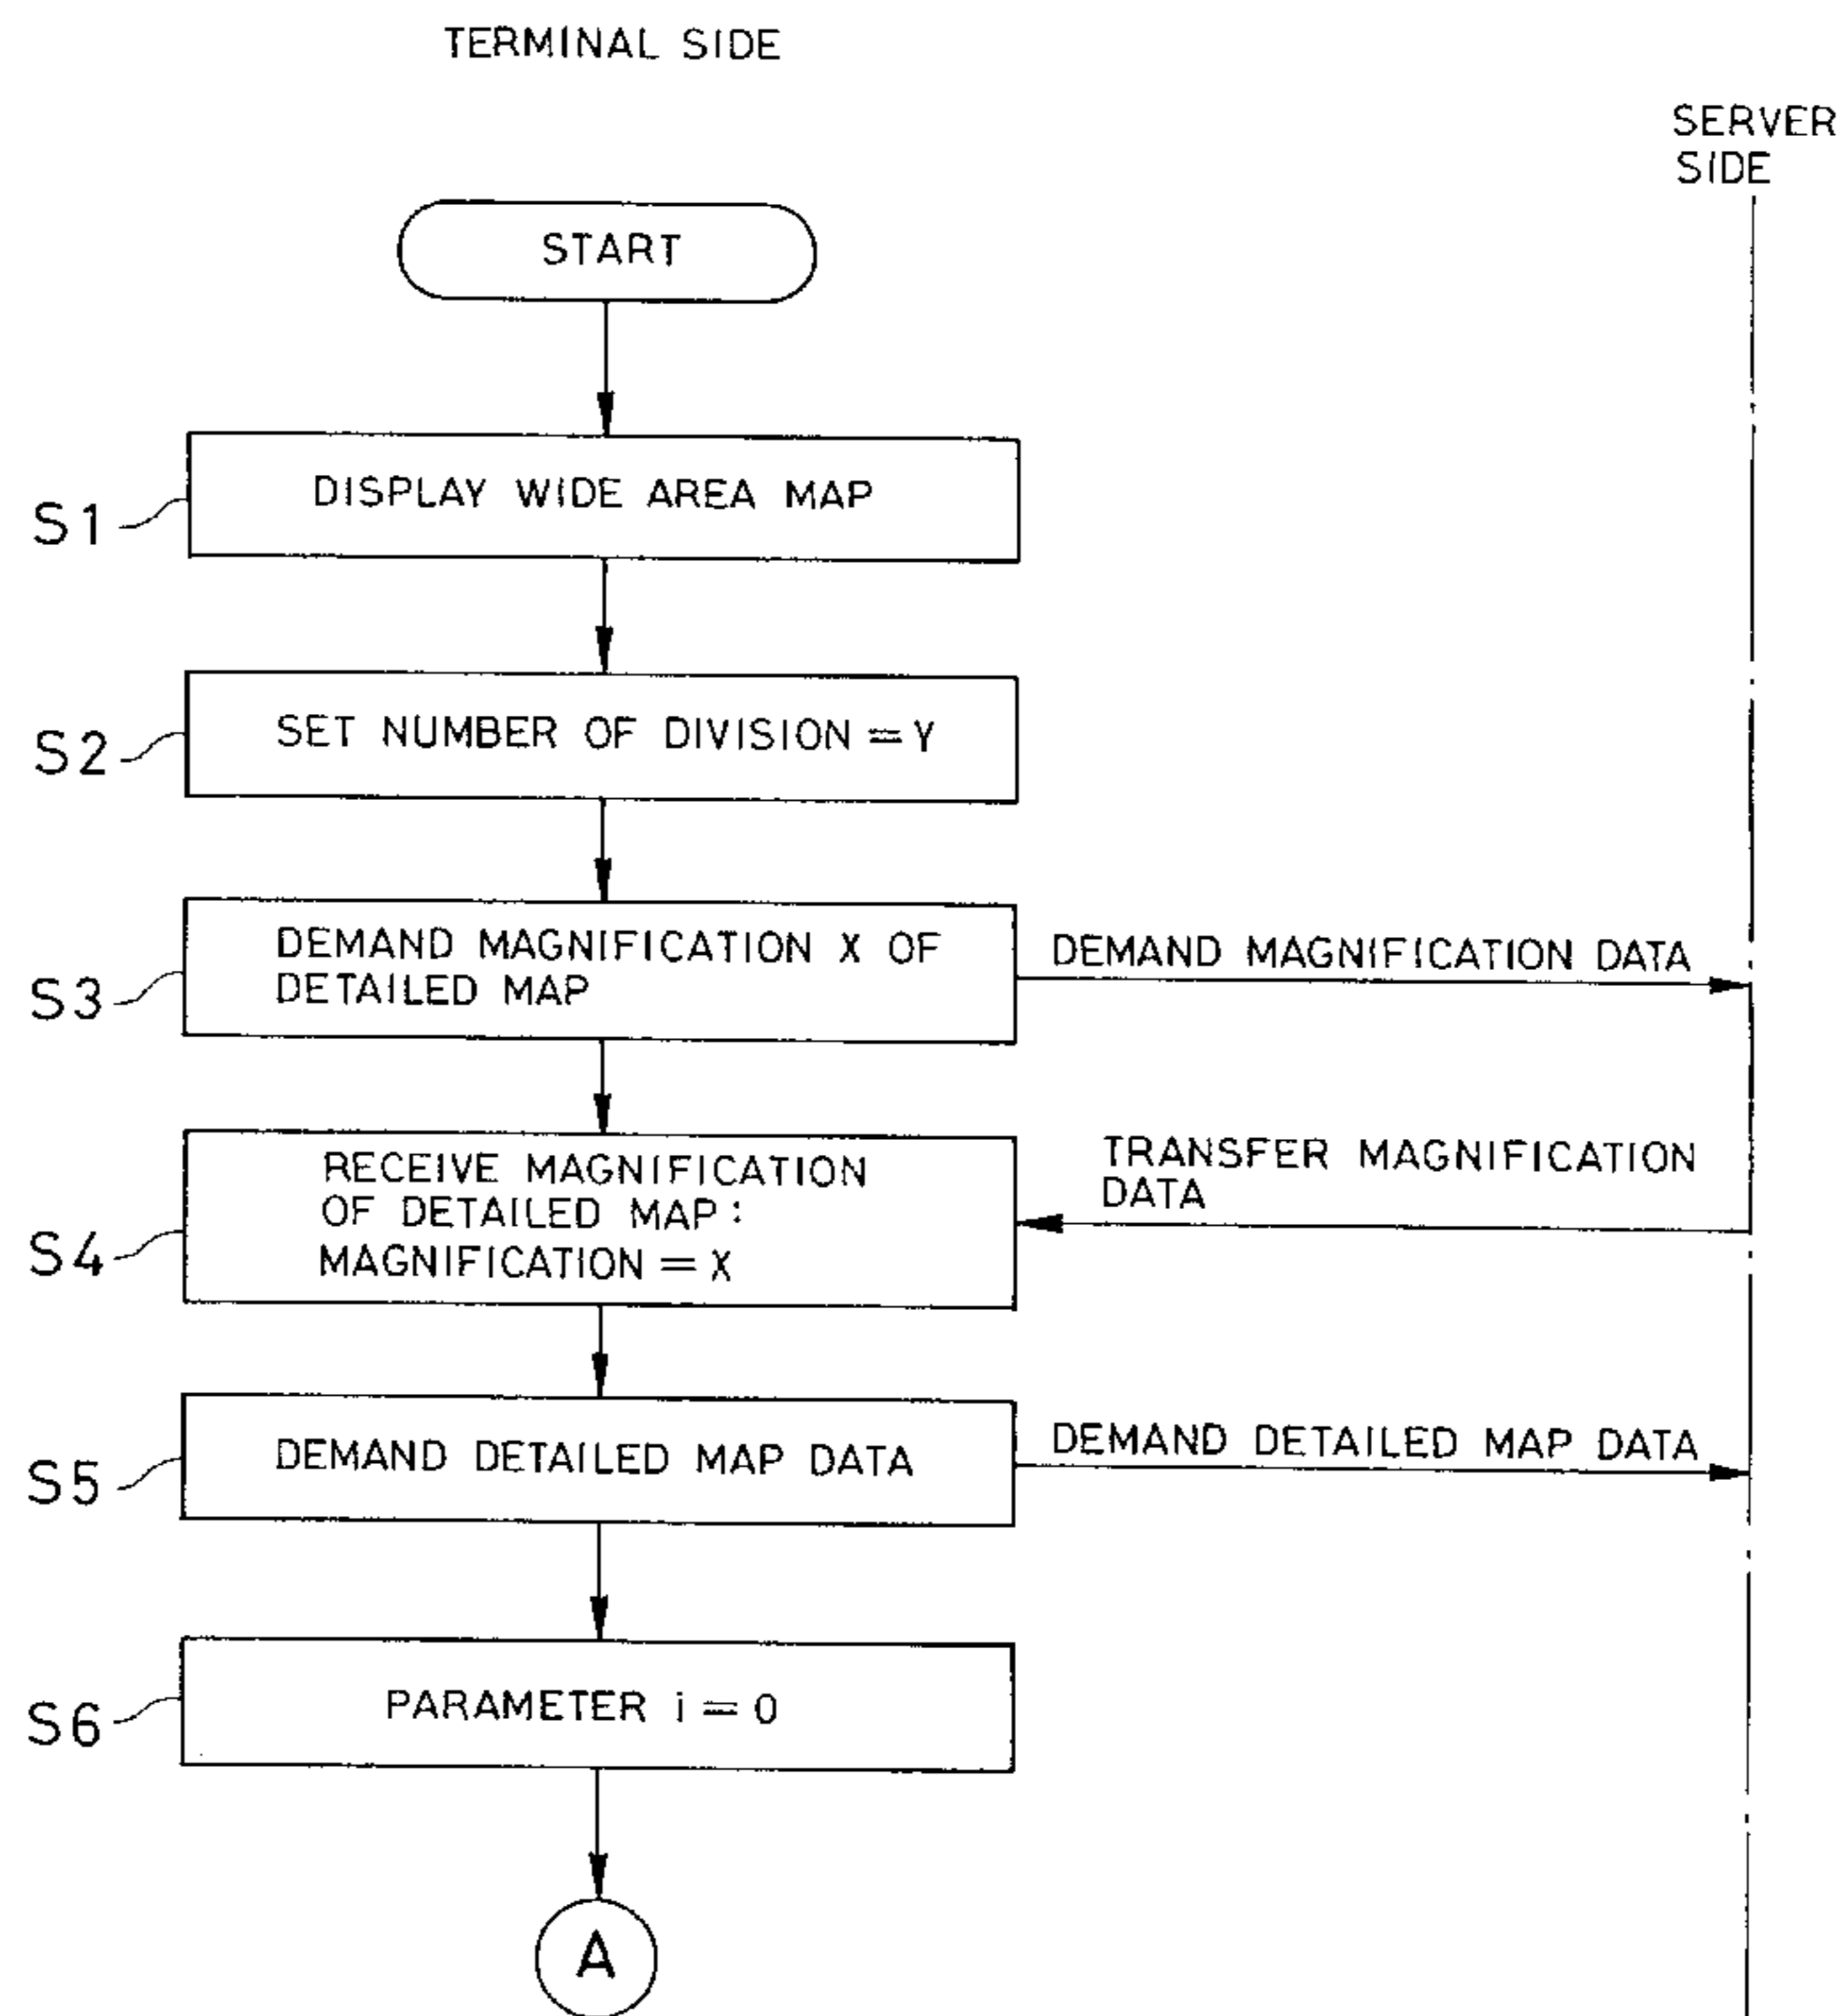 TERMINAL SIDE
SERVER
SIDE
START
S1
DISPLAY WIDE AREA MAP
S2
SET NUMBER OF DIVISION = Y
S3
DEMAND MAGNIFICATION X OF
DETAILED MAP
DEMAND MAGNIFICATION DATA
S4
RECEIVE MAGNIFICATION
OF DETAILED MAP :
MAGNIFICATION = X
TRANSFER MAGNIFICATION
DATA
S5
DEMAND DETAILED MAP DATA
DEMAND DETAILED MAP DATA
S6
PARAMETER i = 0
A